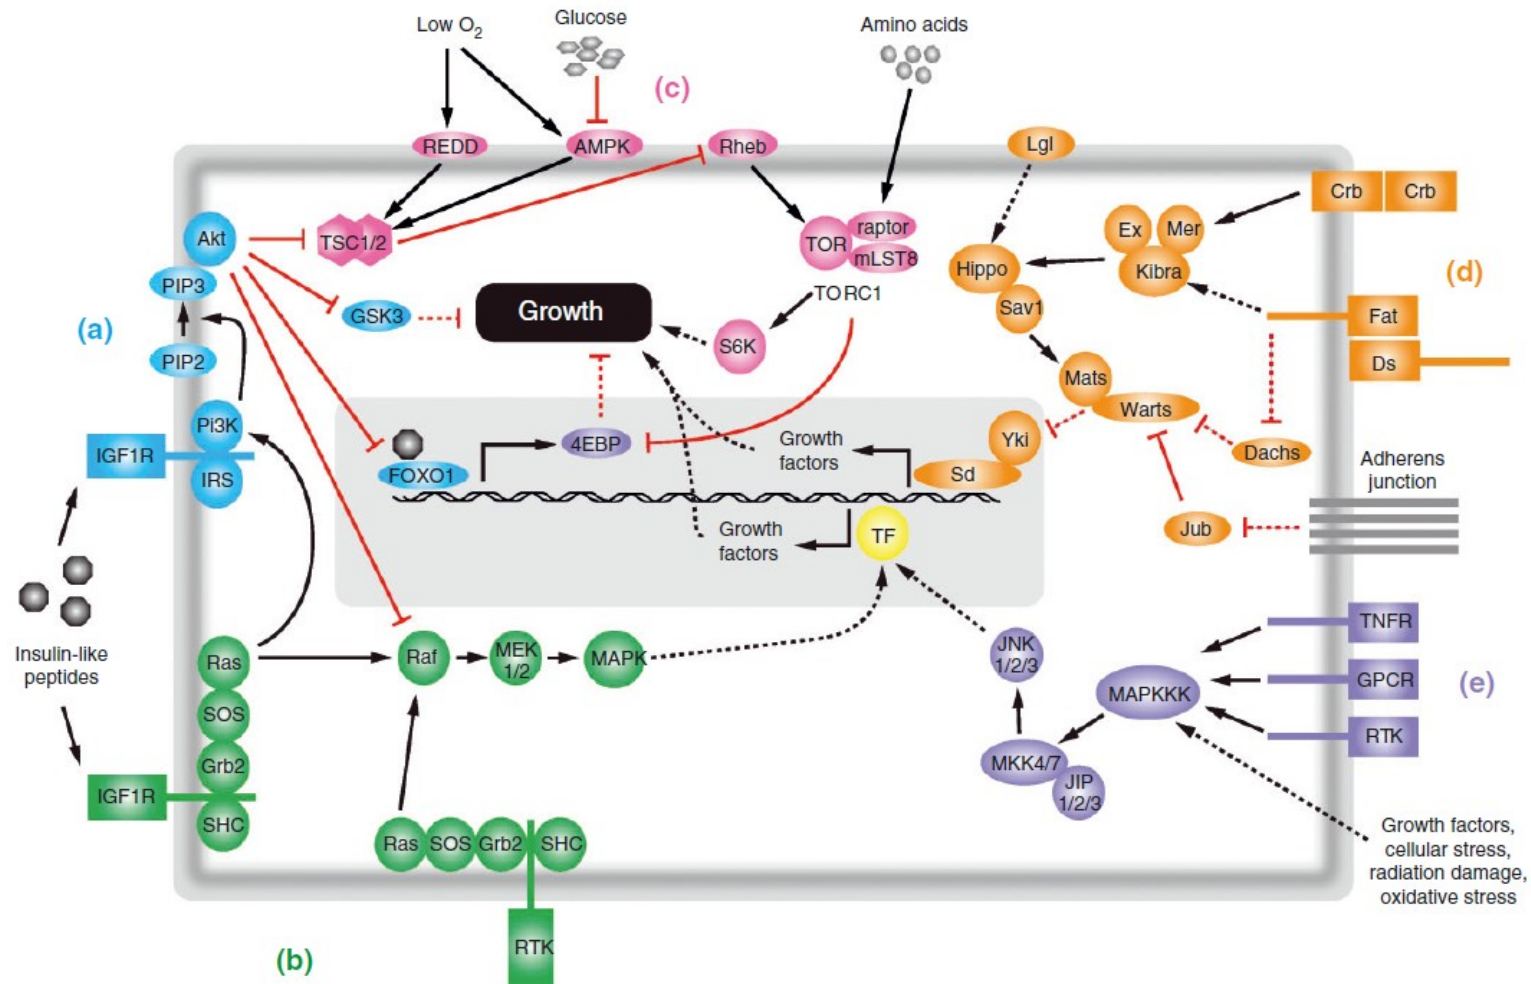 Low O2
Glucose
Amino acids
(c)
REDD
AMPK
Rheb
Lgl
Crb
Crb
Akt
TSC1/2
TOR
raptor
mLST8
TORC1
Ex
Mer
Kibra
Hippo
Sav1
(d)
PIP3
GSK3
Growth
S6K
Fat
Ds
(a)
PIP2
Mats
Warts
Pi3K
IGF1R
IRS
FOXO1
4EBP
Growth
factors
Yki
Sd
Dachs
Adherens
junction
Growth
factors
TF
Jub
Insulin-like
peptides
Ras
SOS
Grb2
SHC
IGF1R
Raf
MEK
1/2
MAPK
JNK
1/2/3
MAPKKK
MKK4/7
JIP
1/2/3
TNFR
GPCR
RTK
(e)
Ras
SOS
Grb2
SHC
RTK
(b)
Growth factors,
cellular stress,
radiation damage,
oxidative stress